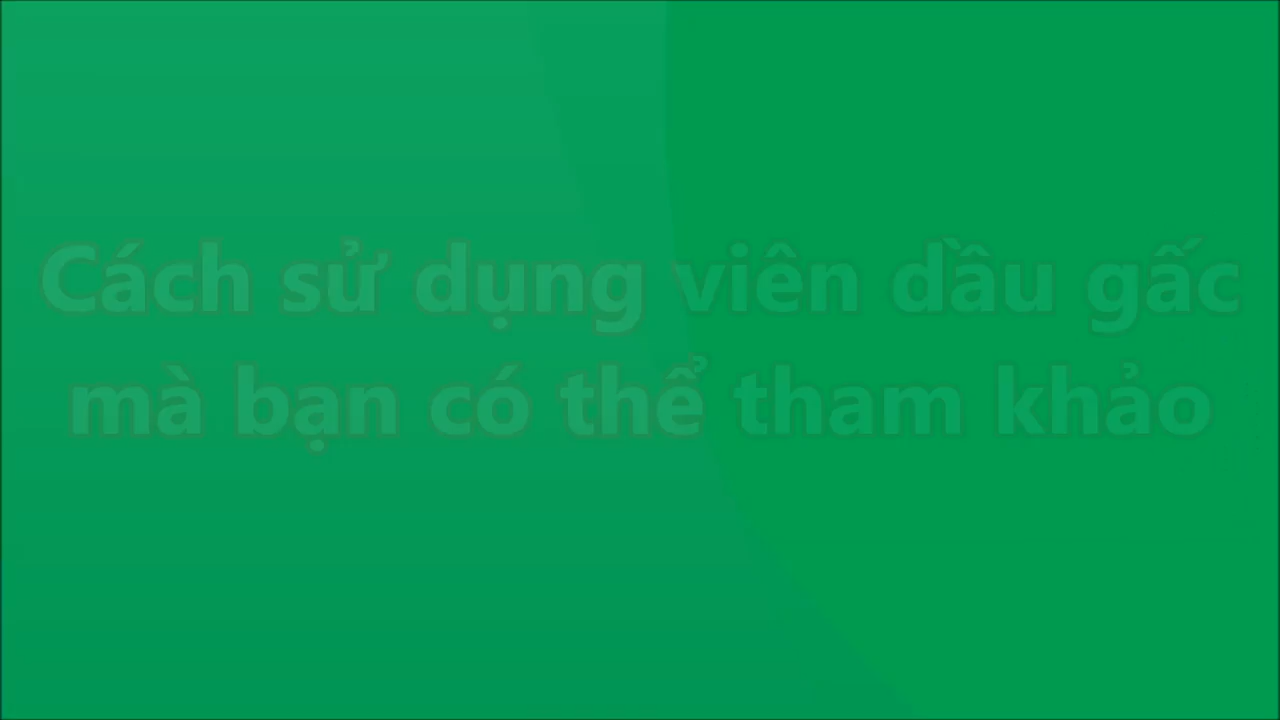 Cách sử dụng viên dầu gấc
mà bạn có thể tham khảo